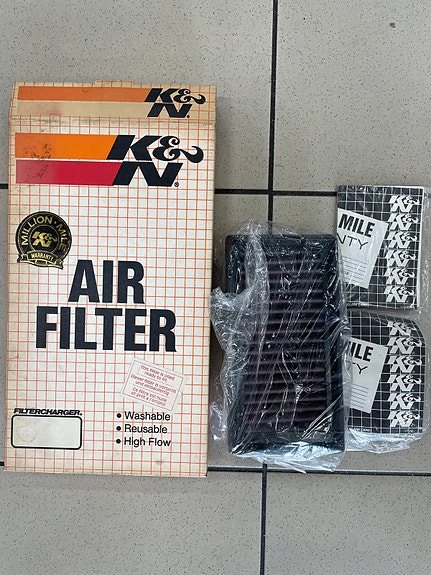 K&N®
K&N®
MILLION-MILE
K&N
WARRANTY
AIR
FILTER
FILTERCHARGER®
• Washable
• Reusable
• High Flow
MILE
NTY
K&N
K&N
K&N
MILE
K&N
K&N
K&N